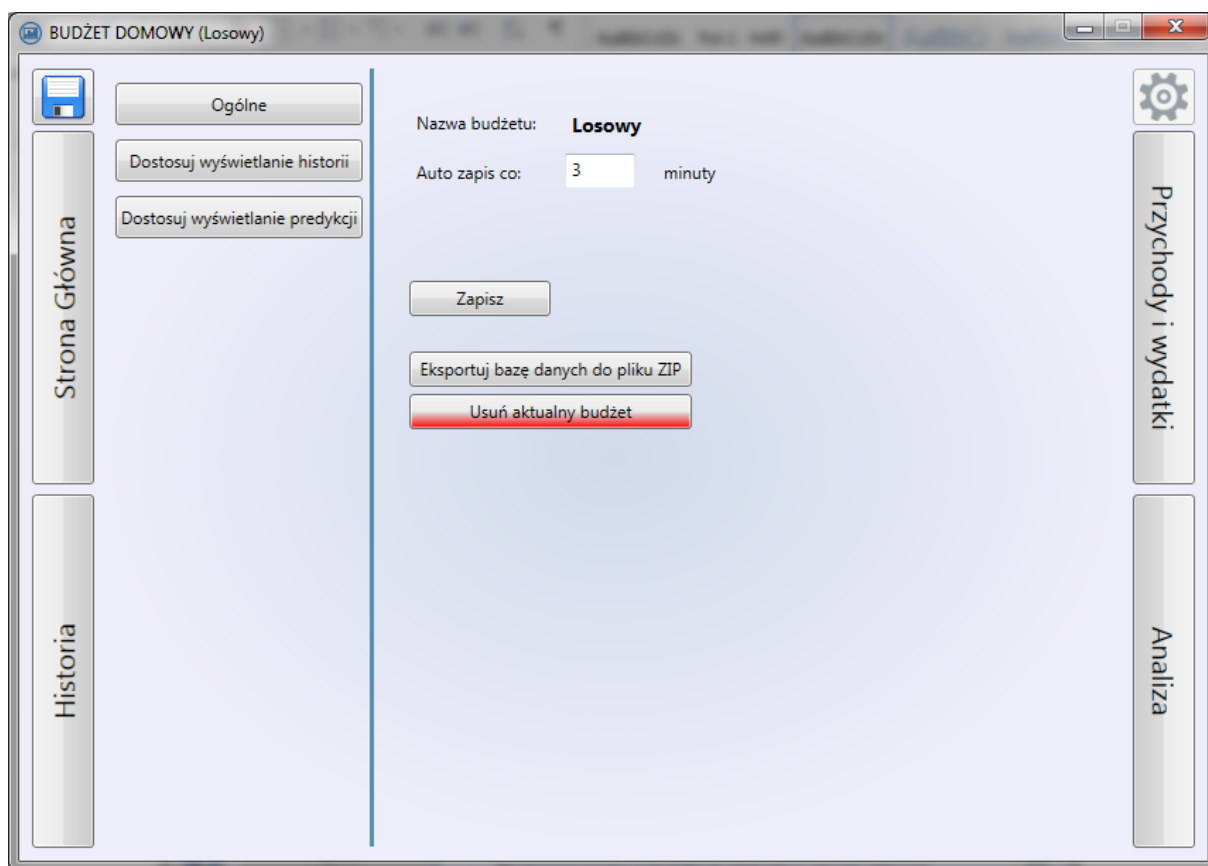 BUDŻET DOMOWY (Losowy)
Strona Główna
Historia
Ogólne
Dostosuj wyświetlanie historii
Dostosuj wyświetlanie predykcji
Nazwa budżetu: Losowy
Auto zapis co: 3 minuty
Zapisz
Eksportuj bazę danych do pliku ZIP
Usuń aktualny budżet
Przychody i wydatki
Analiza